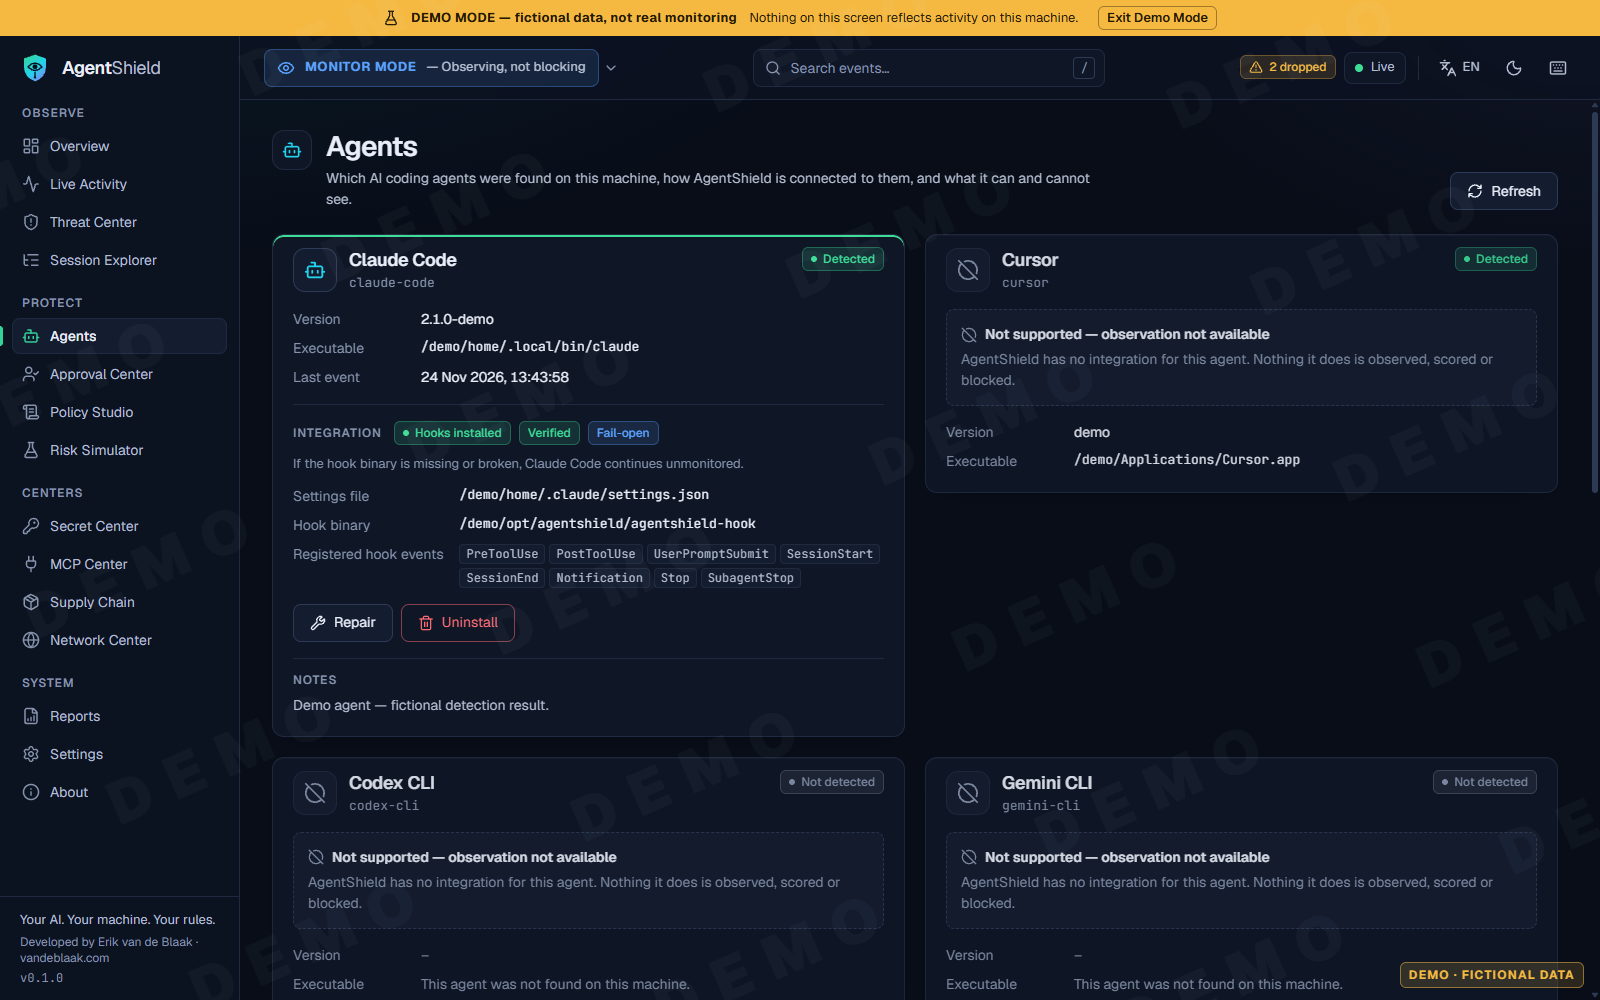 DEMO MODE — fictional data, not real monitoring Nothing on this screen reflects activity on this machine. Exit Demo Mode
AgentShield
MONITOR MODE — Observing, not blocking
Search events... /
2 dropped
Live
EN
OBSERVE
Overview
Live Activity
Threat Center
Session Explorer
PROTECT
Agents
Approval Center
Policy Studio
Risk Simulator
CENTERS
Secret Center
MCP Center
Supply Chain
Network Center
SYSTEM
Reports
Settings
About
Your AI. Your machine. Your rules.
Developed by Erik van de Blaak ·
vandeblaak.com
v0.1.0
Agents
Which AI coding agents were found on this machine, how AgentShield is connected to them, and what it can and cannot
see.
Refresh
Claude Code
claude-code
Detected
Version 2.1.0-demo
Executable /demo/home/.local/bin/claude
Last event 24 Nov 2026, 13:43:58
INTEGRATION Hooks installed Verified Fail-open
If the hook binary is missing or broken, Claude Code continues unmonitored.
Settings file /demo/home/.claude/settings.json
Hook binary /demo/opt/agentshield/agentshield-hook
Registered hook events PreToolUse PostToolUse UserPromptSubmit SessionStart
SessionEnd Notification Stop SubagentStop
Repair Uninstall
NOTES
Demo agent — fictional detection result.
Cursor
cursor
Detected
Not supported — observation not available
AgentShield has no integration for this agent. Nothing it does is observed, scored or
blocked.
Version demo
Executable /demo/Applications/Cursor.app
Codex CLI
codex-cli
Not detected
Not supported — observation not available
AgentShield has no integration for this agent. Nothing it does is observed, scored or
blocked.
Version –
Executable This agent was not found on this machine.
Gemini CLI
gemini-cli
Not detected
Not supported — observation not available
AgentShield has no integration for this agent. Nothing it does is observed, scored or
blocked.
Version –
Executable This agent was not found on this machine.
DEMO · FICTIONAL DATA
DEMO